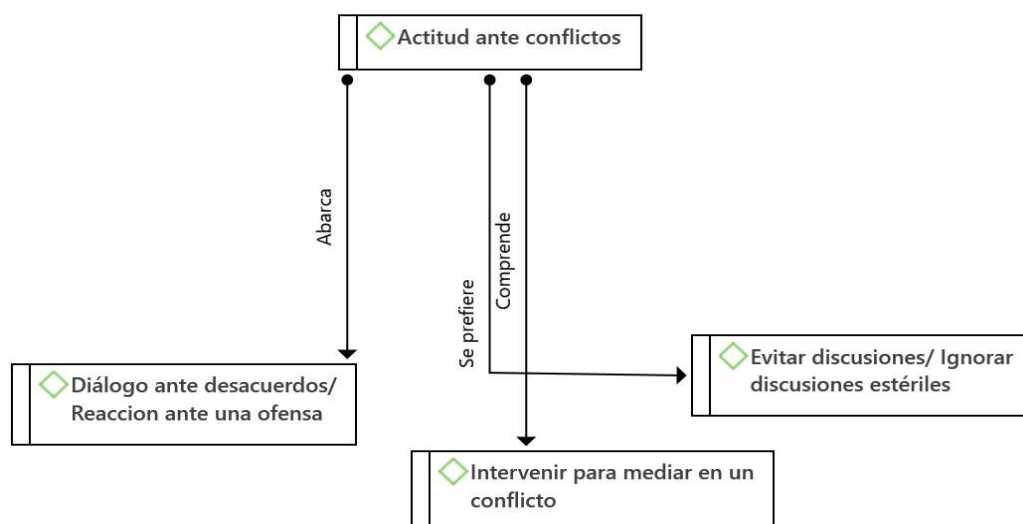 Actitud ante conflictos
Abarca
Se prefiere
Comprende
Evitar discusiones/ Ignorar
discusiones estériles
Diálogo ante desacuerdos/
Reaccion ante una ofensa
Intervenir para mediar en un
conflicto